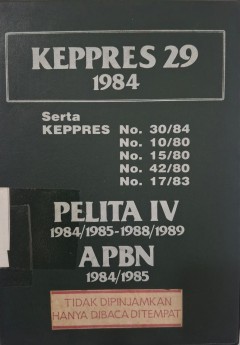 KEPPRES 29
1984
Serta
KEPPRES No. 30/84
No. 10/80
No. 15/80
No. 42/80
No. 17/83
PELITA IV
1984/1985-1988/1989
APBN
1984/1985
TIDAK DIPINJAMKAN
HANYA DIBACA DITEMPAT